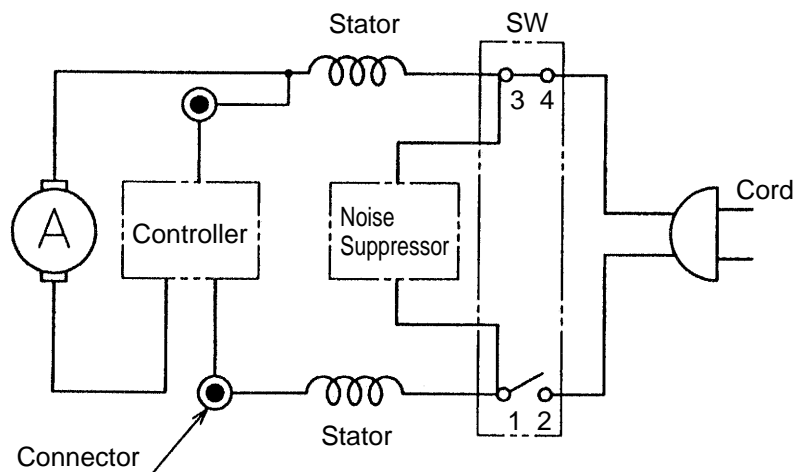 Stator
SW
3 4
Cord
A
Controller
Noise
Suppressor
1 2
Stator
Connector